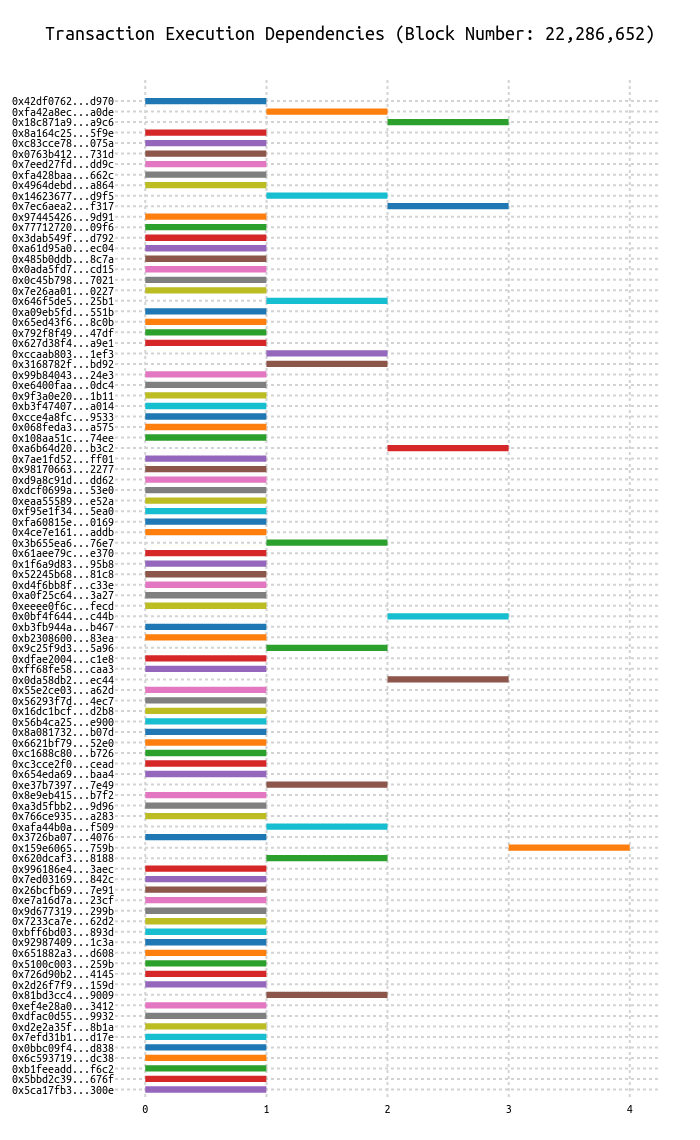 Transaction Execution Dependencies (Block Number: 22,286,652)
0x42df0762...d970
0xfa42a8ec...a0de
0x18c871a9...a9c6
0x8a164c25...5f9e
0xc83cce78...075a
0x0763b412...731d
0x7eed27fd...dd9c
0xfa428baa...662c
0x4964debd...a864
0x14623677...d9f5
0x7ec6aea2...f317
0x97445426...9d91
0x77712720...09f6
0x3dab549f...d792
0xa61d95a0...ec04
0x485b0ddb...8c7a
0x0ada5fd7...cd15
0x0c45b798...7021
0x7e26aa01...0227
0x646f5de5...25b1
0xa09eb5fd...551b
0x65ed43f6...8c0b
0x792f8f49...47df
0x627d38f4...a9e1
0xccaab803...1ef3
0x3168782f...bd92
0x99b84043...24e3
0xe6400faa...0dc4
0x9f3a0e20...1b11
0xb3f47407...a014
0xcce4a8fc...9533
0x068feda3...a575
0x108aa51c...74ee
0xa6b64d20...b3c2
0x7ae1fd52...ff01
0x98170663...2277
0xd9a8c91d...dd62
0xdcf0699a...53e0
0xeaa55589...e52a
0xf95e1f34...5ea0
0xfa60815e...0169
0x4ce7e161...addb
0x3b655ea6...76e7
0x61aee79c...e370
0x1f6a9d83...95b8
0x52245b68...81c8
0xd4f6bb8f...c33e
0xa0f25c64...3a27
0xeeee0f6c...fecd
0x0bf4f644...c44b
0xb3fb944a...b467
0xb2308600...83ea
0x9c25f9d3...5a96
0xdfae2004...c1e8
0xff68fe58...caa3
0x0da58db2...ec44
0x55e2ce03...a62d
0x56293f7d...4ec7
0x16dc1bcf...d2b8
0x56b4ca25...e900
0x8a081732...b07d
0x6621bf79...52e0
0xc1688c80...b726
0xc3cce2f0...cead
0x654eda69...baa4
0xe37b7397...7e49
0x8e9eb415...b7f2
0xa3d5fbb2...9d96
0x766ce935...a283
0xafa44b0a...f509
0x3726ba07...4076
0x159e6065...759b
0x620dcaf3...8188
0x996186e4...3aec
0x7ed03169...842c
0x26bcfb69...7e91
0xe7a16d7a...23cf
0x9d677319...299b
0x7233ca7e...62d2
0xbff6bd03...893d
0x92987409...1c3a
0x651882a3...d608
0x5100c003...259b
0x726d90b2...4145
0x2d26f7f9...159d
0x81bd3cc4...9009
0xef4e28a0...3412
0xdfac0d55...9932
0xd2e2a35f...8b1a
0x7efd31b1...d17e
0x0bbc09f4...d838
0x6c593719...dc38
0xb1feeadd...f6c2
0x5bbd2c39...676f
0x5ca17fb3...300e
0 1 2 3 4